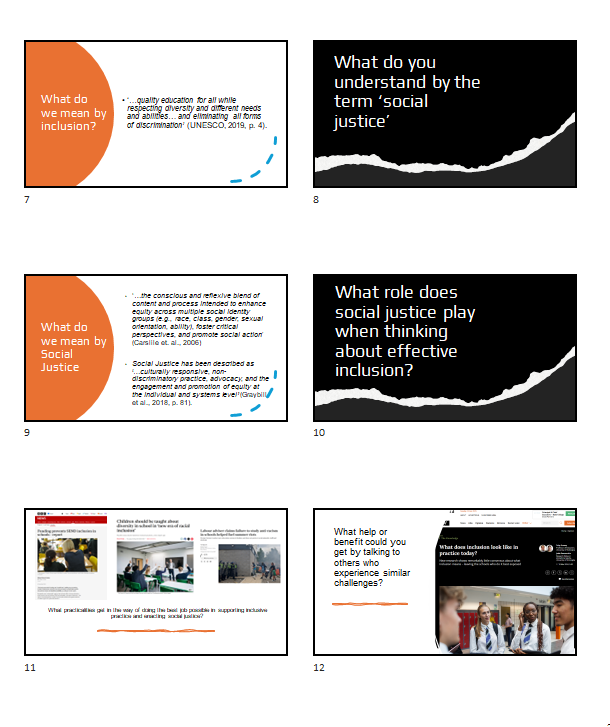 What do
we mean by
inclusion?
• '…quality education for all while
respecting diversity and different needs
and abilities… and eliminating all forms
of discrimination' (UNESCO, 2019, p. 4).
7
What do you
understand by the
term 'social
justice'
8
What do
we mean by
Social
Justice
• '…the conscious and reflexive blend of
content and process intended to enhance
equity across multiple social identity
groups (e.g., race, class, gender, sexual
orientation, ability), foster critical
perspectives, and promote social action'
(Carslile et. al., 2006)
• Social Justice has been described as
'…culturally responsive, non-
discriminatory practice, advocacy, and the
engagement and promotion of equity at
the individual and systems level' (Graybill
et al., 2018, p. 81).
9
What role does
social justice play
when thinking
about effective
inclusion?
10
Children should be taught about
diversity in school in 'new era of racial
What practicalities get in the way of doing the best job possible in supporting inclusive
practice and enacting social justice?
11
What help or
benefit could you
get by talking to
others who
experience similar
challenges?
What does inclusion look like in
practice today?
12